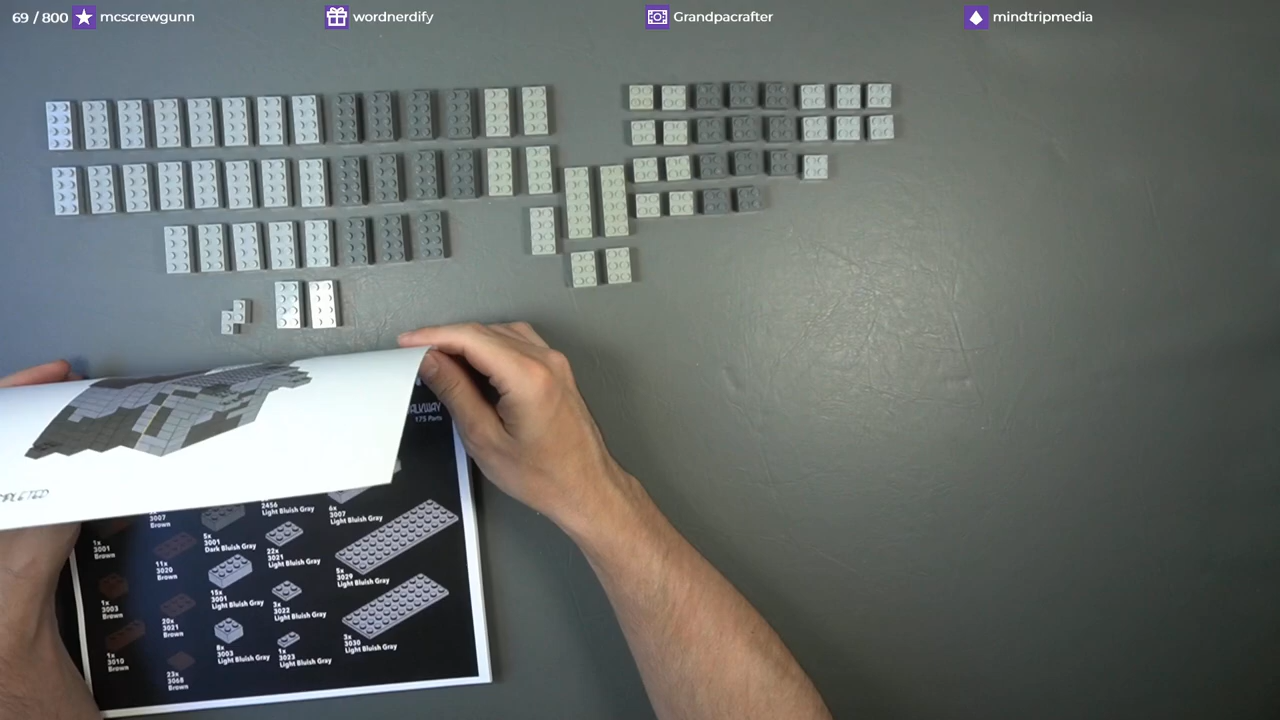 69 / 800 mcscrewgunn wordnerdify Grandpacrafter mindtripmedia
175 Parts
3007
Brown
2456
Light Bluish Gray
6x
3007
Light Bluish Gray
1x
3001
Brown
5x
3001
Dark Bluish Gray
11x
3020
Brown
22x
3021
Light Bluish Gray
5x
3029
Light Bluish Gray
1x
3003
Brown
15x
3001
Light Bluish Gray
3022
Light Bluish Gray
20x
3021
Brown
1x
3010
Brown
8x
3003
Light Bluish Gray
1x
3023
Light Bluish Gray
3030
Light Bluish Gray
23x
3068
Brown